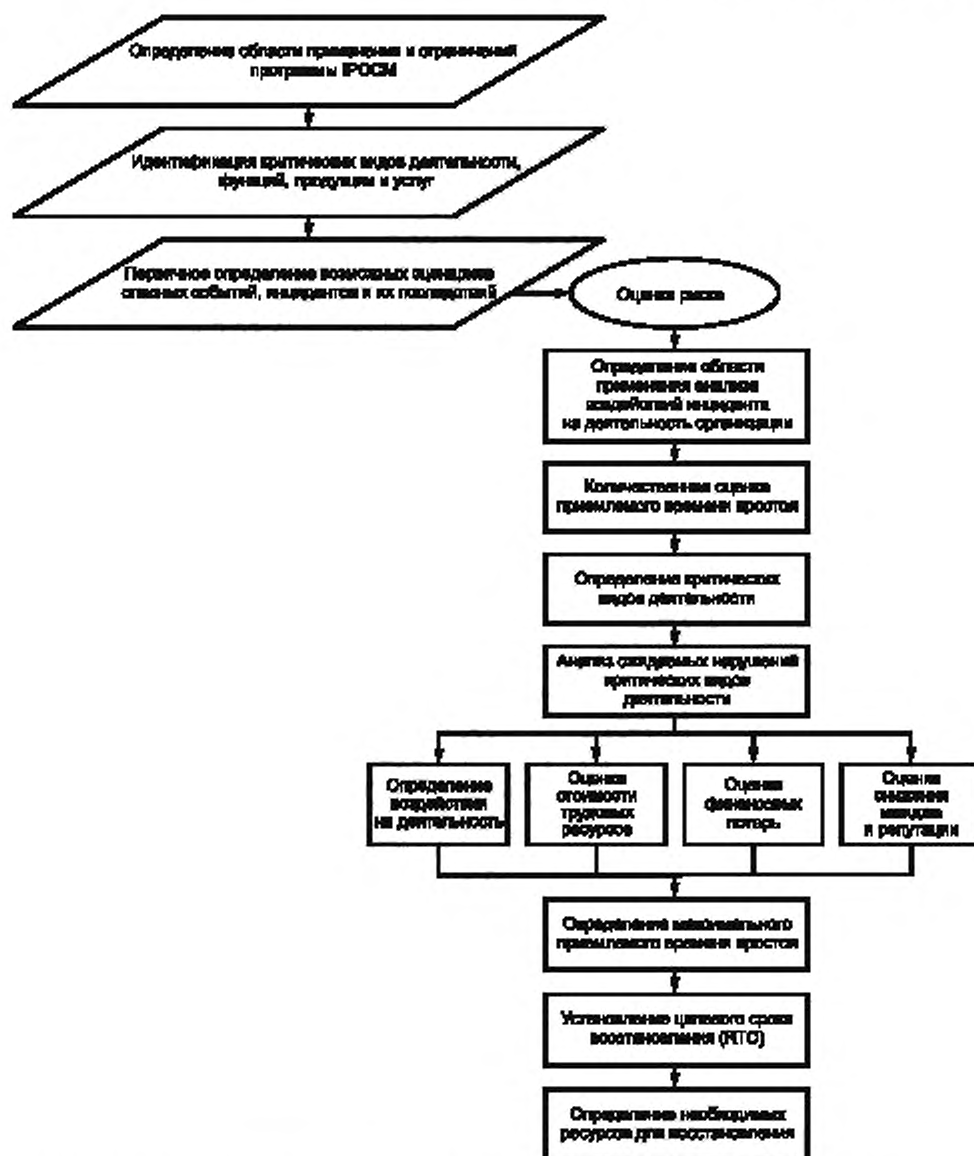 Определение области применения и ограничений
программы IPOCM
Идентификация критических видов деятельности,
функций, продукции и услуг
Первичное определение возможных сценариев
опасных событий, инцидентов и их последствий
Оценка риска
Определение области
применения анализа
воздействий инцидента
на деятельность организации
Количественная оценка
приемлемого времени простоя
Определение критических
видов деятельности
Анализ ожидаемых нарушений
критических видов
деятельности
Определение
воздействия
на деятельность
Оценка
стоимости
трудовых
ресурсов
Оценка
финансовых
потерь
Оценка
снижения
имиджа
и репутации
Определение максимального
приемлемого времени простоя
Установление целевого срока
восстановления (RTO)
Определение необходимых
ресурсов для восстановления